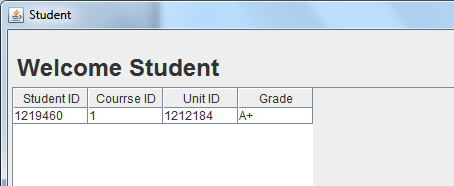 Student
Welcome Student
Student ID Courrse ID Unit ID Grade
1219460 1 1212184 A+